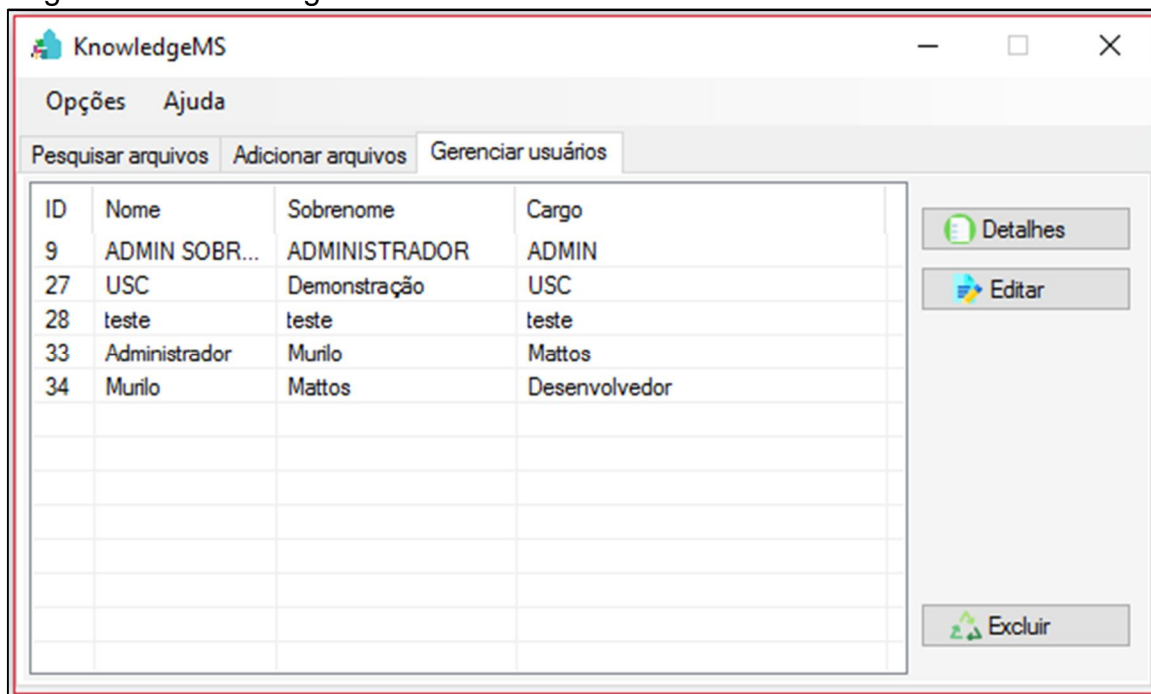 KnowledgeMS
Opções Ajuda
Pesquisar arquivos Adicionar arquivos Gerenciar usuários
ID Nome Sobrenome Cargo
9 ADMIN SOBR... ADMINISTRADOR ADMIN
27 USC Demonstração USC
28 teste teste teste
33 Administrador Murilo Mattos
34 Murilo Mattos Desenvolvedor
Detalhes
Editar
Excluir